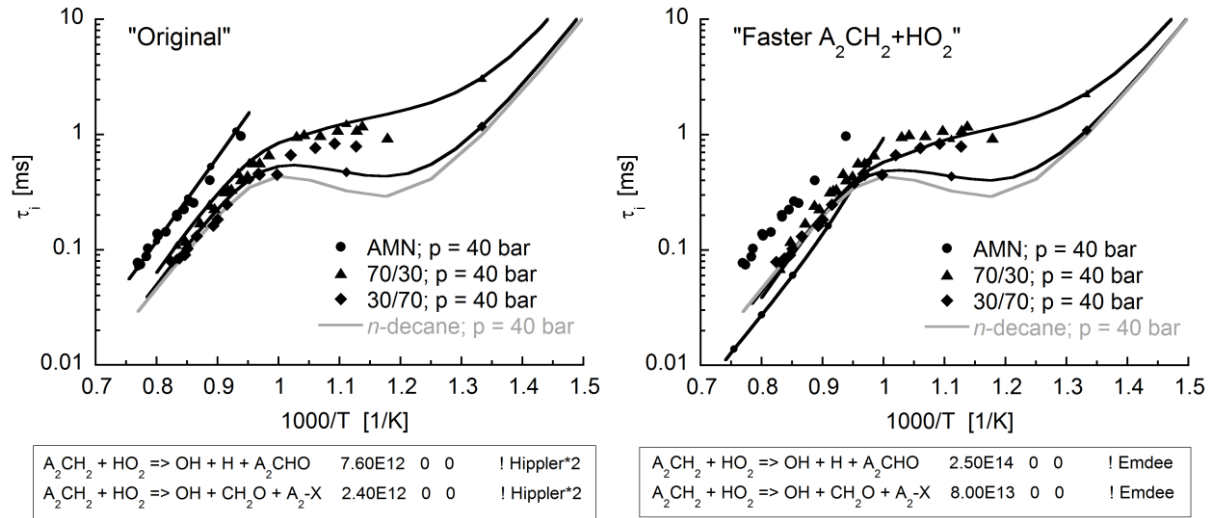 "Original"
10
1
0.1
0.01
τi [ms]
AMN; p = 40 bar
70/30; p = 40 bar
30/70; p = 40 bar
n-decane; p = 40 bar
0.7 0.8 0.9 1 1.1 1.2 1.3 1.4 1.5
1000/T [1/K]
A2CH2 + HO2 => OH + H + A2CHO 7.60E12 0 0 ! Hippler*2
A2CH2 + HO2 => OH + CH2O + A2-X 2.40E12 0 0 ! Hippler*2
"Faster A2CH2+HO2"
10
1
0.1
0.01
τi [ms]
AMN; p = 40 bar
70/30; p = 40 bar
30/70; p = 40 bar
n-decane; p = 40 bar
0.7 0.8 0.9 1 1.1 1.2 1.3 1.4 1.5
1000/T [1/K]
A2CH2 + HO2 => OH + H + A2CHO 2.50E14 0 0 ! Emdee
A2CH2 + HO2 => OH + CH2O + A2-X 8.00E13 0 0 ! Emdee